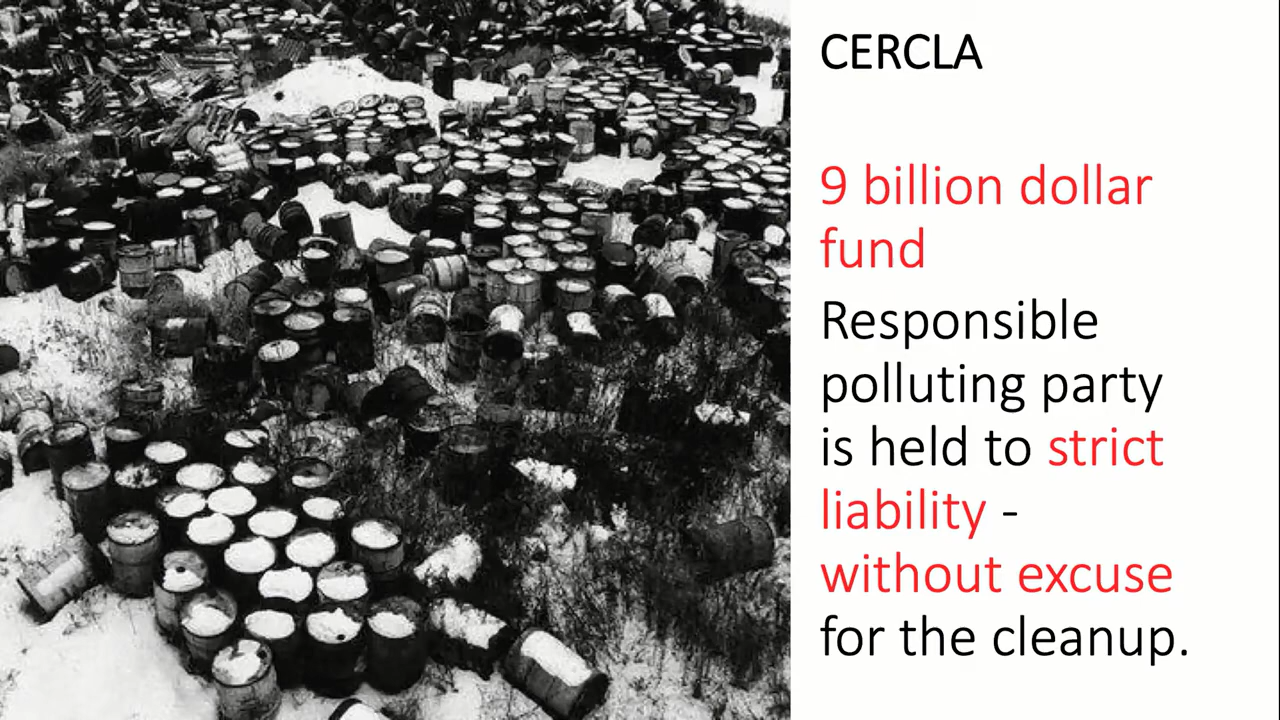 CERCLA
9 billion dollar
fund
Responsible
polluting party
is held to strict
liability -
without excuse
for the cleanup.